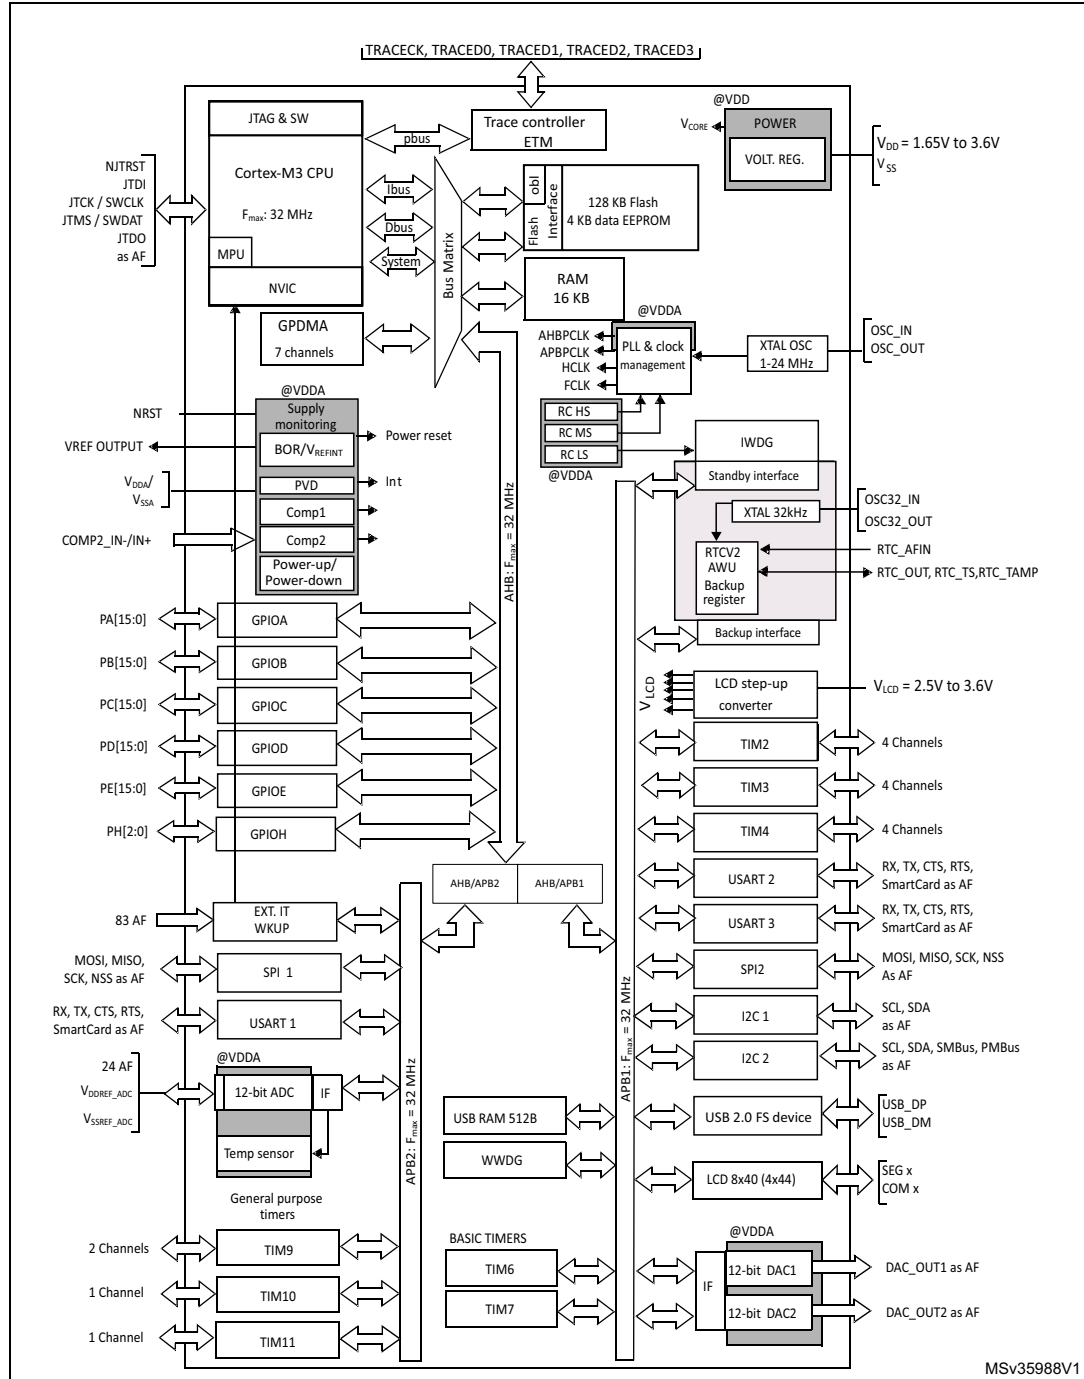 TRACECK, TRACED0, TRACED1, TRACED2, TRACED3
JTAG & SW
Cortex-M3 CPU
Fmax: 32 MHz
MPU
NVIC
NJTRST
JTDI
JTCK / SWCLK
JTMS / SWDAT
JTDO
as AF
pbus
Ibus
Dbus
System
Bus Matrix
Trace controller
ETM
@VDD
VCORE
POWER
VOLT. REG.
VDD = 1.65V to 3.6V
VSS
obl
Flash
Interface
128 KB Flash
4 KB data EEPROM
RAM
16 KB
GPDMA
7 channels
@VDDA
AHBPCLK
APBPCLK
HCLK
FCLK
PLL & clock
management
XTAL OSC
1-24 MHz
OSC_IN
OSC_OUT
RC HS
RC MS
RC LS
@VDDA
IWDG
Standby interface
XTAL 32kHz
OSC32_IN
OSC32_OUT
RTCV2
AWU
Backup
register
RTC_AFIN
RTC_OUT, RTC_TS,RTC_TAMP
Backup interface
@VDDA
NRST
VREF OUTPUT
VDDA/
VSSA
COMP2_IN-/IN+
Supply
monitoring
BOR/VREFINT
PVD
Comp1
Comp2
Power-up/
Power-down
Power reset
Int
AHB: Fmax = 32 MHz
PA[15:0]
GPIOA
PB[15:0]
GPIOB
PC[15:0]
GPIOC
PD[15:0]
GPIOD
PE[15:0]
GPIOE
PH[2:0]
GPIOH
VLCD
LCD step-up
converter
VLCD = 2.5V to 3.6V
TIM2
4 Channels
TIM3
4 Channels
TIM4
4 Channels
AHB/APB2
AHB/APB1
USART 2
RX, TX, CTS, RTS,
SmartCard as AF
USART 3
RX, TX, CTS, RTS,
SmartCard as AF
SPI2
MOSI, MISO, SCK, NSS
As AF
I2C 1
SCL, SDA
as AF
I2C 2
SCL, SDA, SMBus, PMBus
as AF
USB 2.0 FS device
USB_DP
USB_DM
LCD 8x40 (4x44)
SEG x
COM x
83 AF
EXT. IT
WKUP
MOSI, MISO,
SCK, NSS as AF
SPI 1
RX, TX, CTS, RTS,
SmartCard as AF
USART 1
@VDDA
24 AF
VDDREF_ADC
VSSREF_ADC
12-bit ADC
IF
Temp sensor
APB2: Fmax = 32 MHz
APB1: Fmax = 32 MHz
USB RAM 512B
WWDG
General purpose
timers
2 Channels
TIM9
1 Channel
TIM10
1 Channel
TIM11
BASIC TIMERS
TIM6
TIM7
@VDDA
IF
12-bit DAC1
12-bit DAC2
DAC_OUT1 as AF
DAC_OUT2 as AF
MSv35988V1